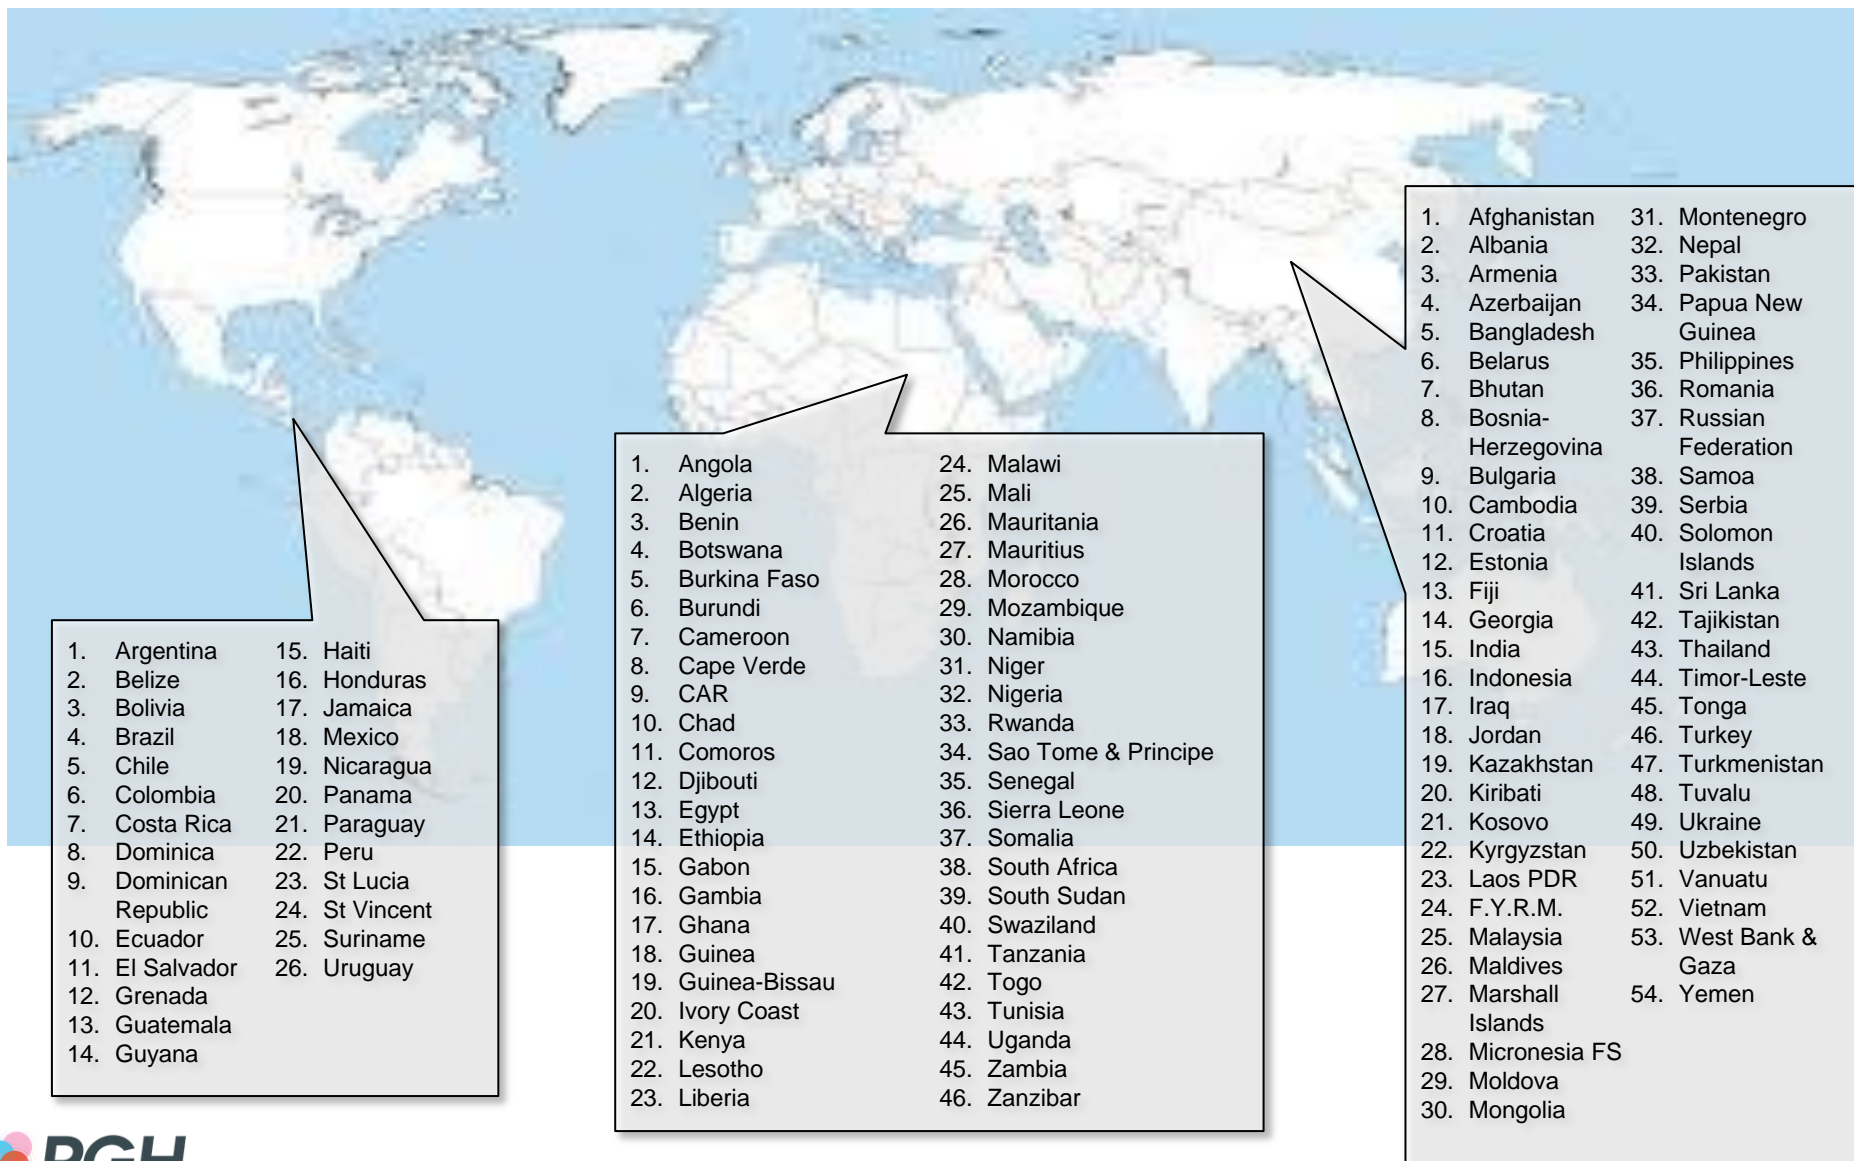 1. Argentina
2. Belize
3. Bolivia
4. Brazil
5. Chile
6. Colombia
7. Costa Rica
8. Dominica
9. Dominican
Republic
10. Ecuador
11. El Salvador
12. Grenada
13. Guatemala
14. Guyana
15. Haiti
16. Honduras
17. Jamaica
18. Mexico
19. Nicaragua
20. Panama
21. Paraguay
22. Peru
23. St Lucia
24. St Vincent
25. Suriname
26. Uruguay
1. Angola
2. Algeria
3. Benin
4. Botswana
5. Burkina Faso
6. Burundi
7. Cameroon
8. Cape Verde
9. CAR
10. Chad
11. Comoros
12. Djibouti
13. Egypt
14. Ethiopia
15. Gabon
16. Gambia
17. Ghana
18. Guinea
19. Guinea-Bissau
20. Ivory Coast
21. Kenya
22. Lesotho
23. Liberia
24. Malawi
25. Mali
26. Mauritania
27. Mauritius
28. Morocco
29. Mozambique
30. Namibia
31. Niger
32. Nigeria
33. Rwanda
34. Sao Tome & Principe
35. Senegal
36. Sierra Leone
37. Somalia
38. South Africa
39. South Sudan
40. Swaziland
41. Tanzania
42. Togo
43. Tunisia
44. Uganda
45. Zambia
46. Zanzibar
1. Afghanistan
2. Albania
3. Armenia
4. Azerbaijan
5. Bangladesh
6. Belarus
7. Bhutan
8. Bosnia-
Herzegovina
9. Bulgaria
10. Cambodia
11. Croatia
12. Estonia
13. Fiji
14. Georgia
15. India
16. Indonesia
17. Iraq
18. Jordan
19. Kazakhstan
20. Kiribati
21. Kosovo
22. Kyrgyzstan
23. Laos PDR
24. F.Y.R.M.
25. Malaysia
26. Maldives
27. Marshall
Islands
28. Micronesia FS
29. Moldova
30. Mongolia
31. Montenegro
32. Nepal
33. Pakistan
34. Papua New
Guinea
35. Philippines
36. Romania
37. Russian
Federation
38. Samoa
39. Serbia
40. Solomon
Islands
41. Sri Lanka
42. Tajikistan
43. Thailand
44. Timor-Leste
45. Tonga
46. Turkey
47. Turkmenistan
48. Tuvalu
49. Ukraine
50. Uzbekistan
51. Vanuatu
52. Vietnam
53. West Bank &
Gaza
54. Yemen